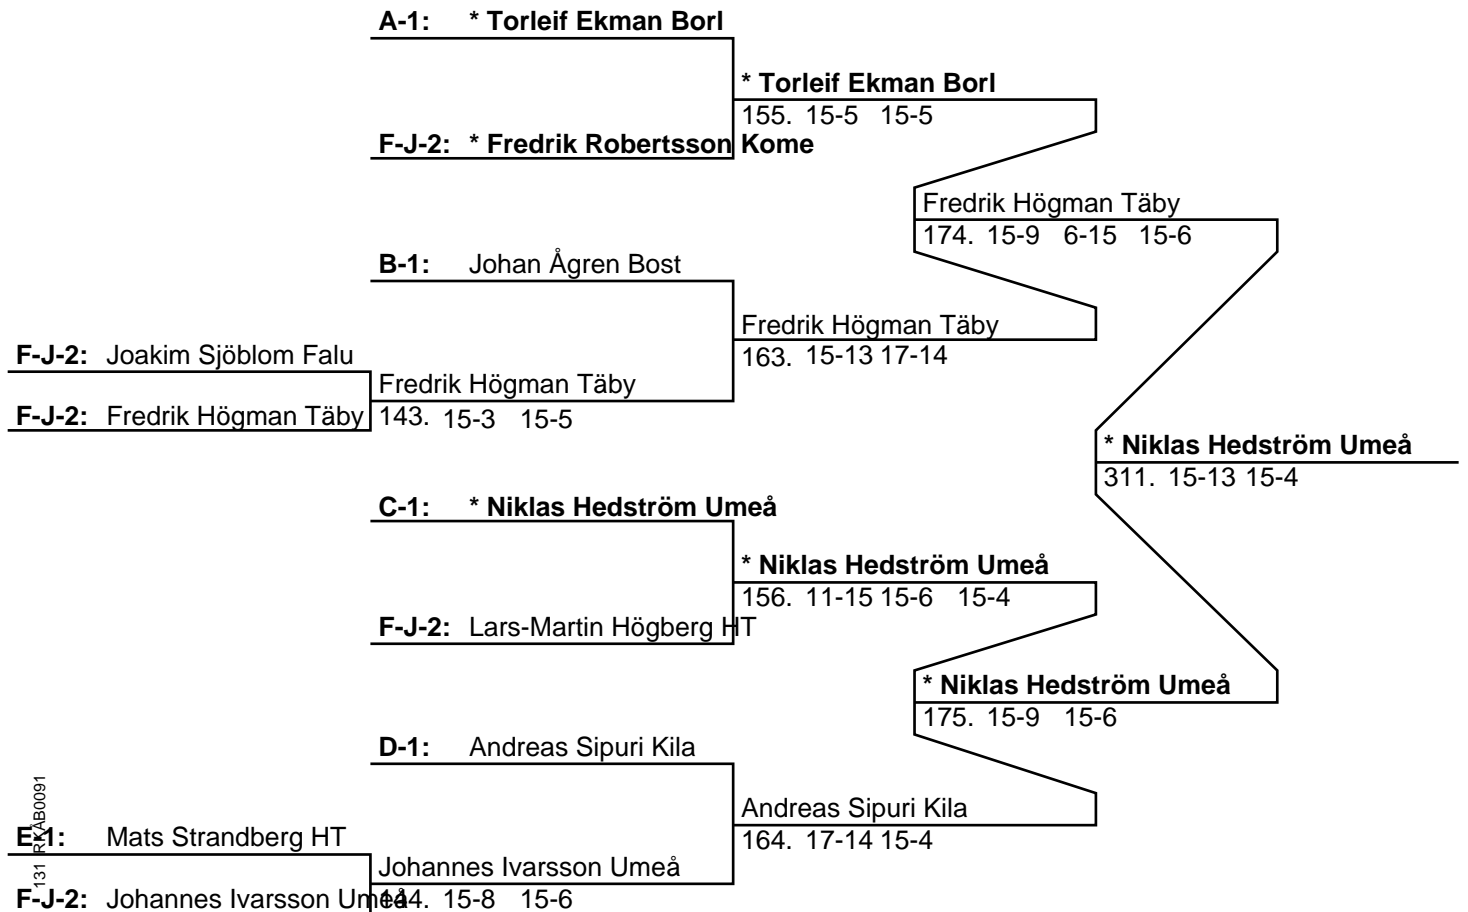 A-1: * Torleif Ekman Borl
* Torleif Ekman Borl
155. 15-5 15-5
F-J-2: * Fredrik Robertsson Kome
Fredrik Högman Täby
174. 15-9 6-15 15-6
B-1: Johan Ågren Bost
Fredrik Högman Täby
163. 15-13 17-14
F-J-2: Joakim Sjöblom Falu
Fredrik Högman Täby
143. 15-3 15-5
F-J-2: Fredrik Högman Täby
* Niklas Hedström Umeå
311. 15-13 15-4
C-1: * Niklas Hedström Umeå
* Niklas Hedström Umeå
156. 11-15 15-6 15-4
F-J-2: Lars-Martin Högberg HT
* Niklas Hedström Umeå
175. 15-9 15-6
D-1: Andreas Sipuri Kila
Andreas Sipuri Kila
164. 17-14 15-4
E-1: Mats Strandberg HT
Johannes Ivarsson Umeå
144. 15-8 15-6
F-J-2: Johannes Ivarsson Umeå
131 RKAB0091